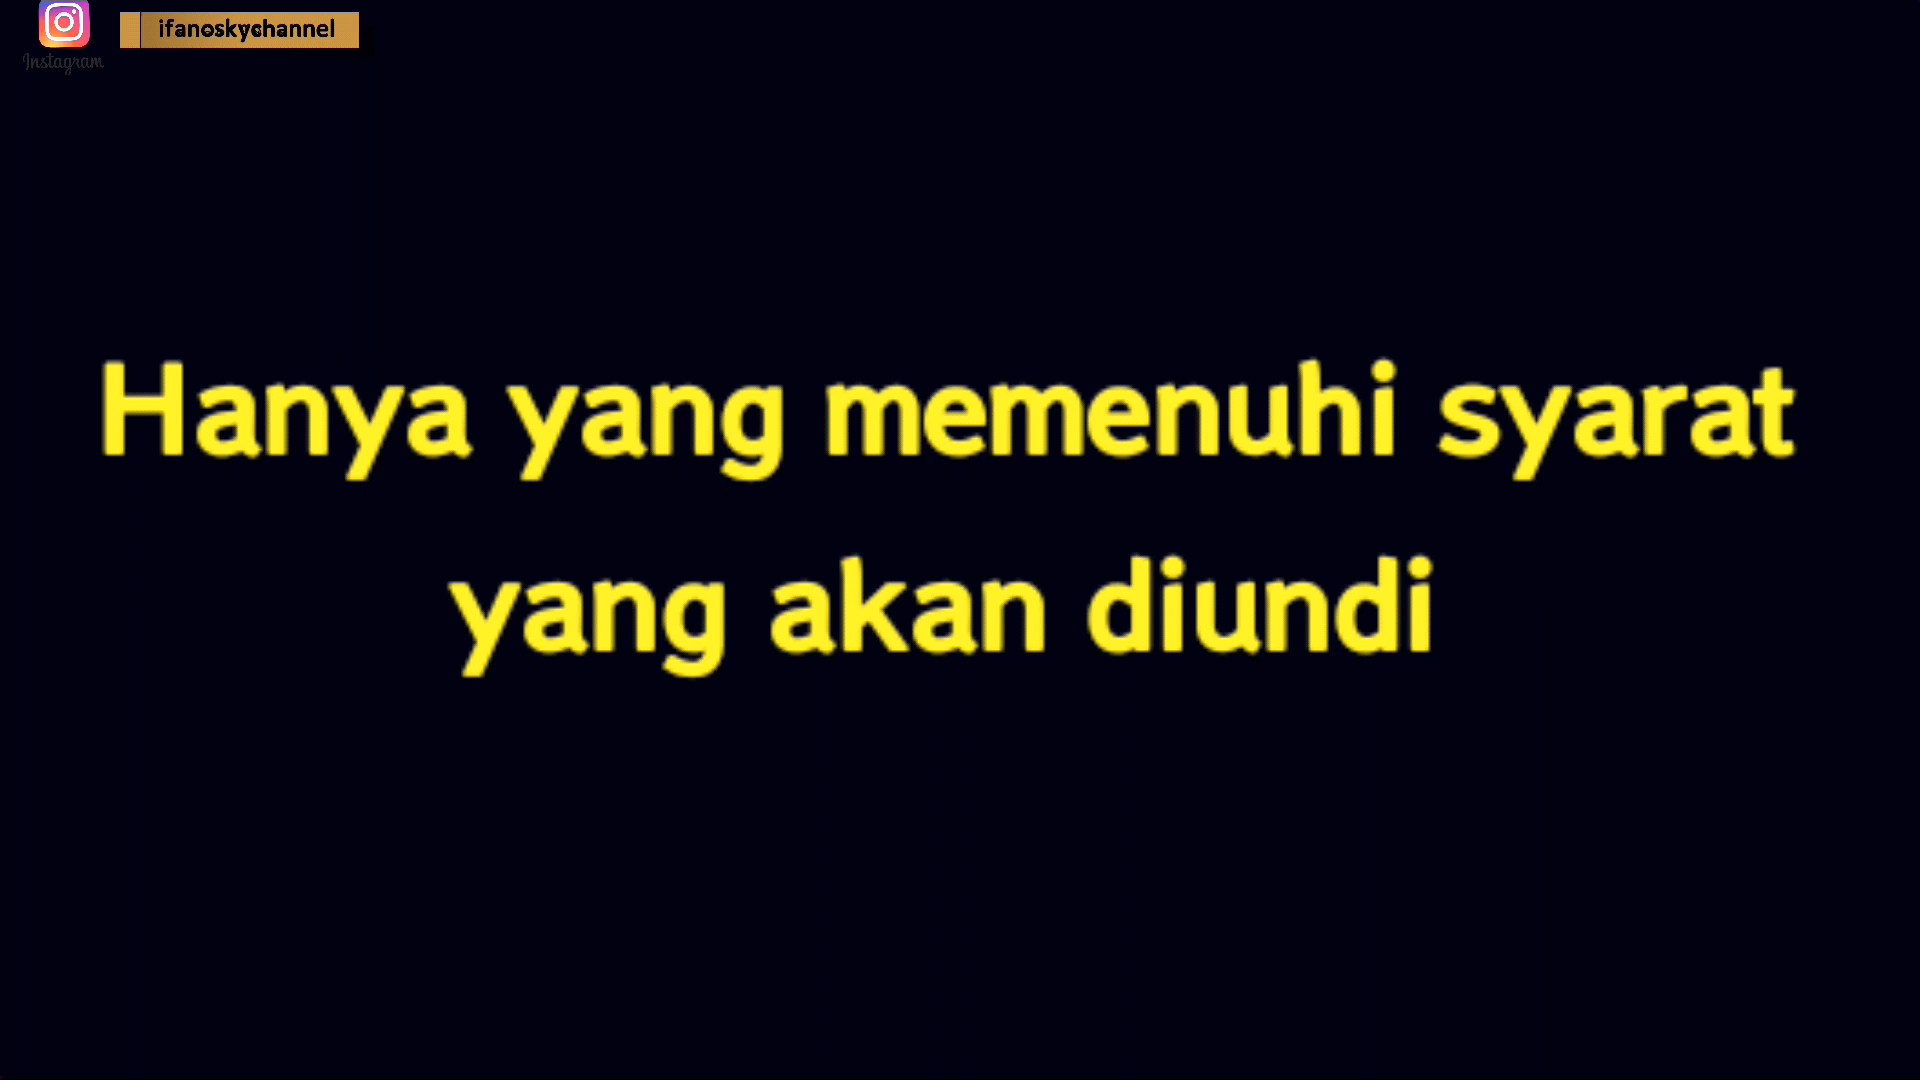 ifanoskychannel
Instagram
Hanya yang memenuhi syarat
yang akan diundi